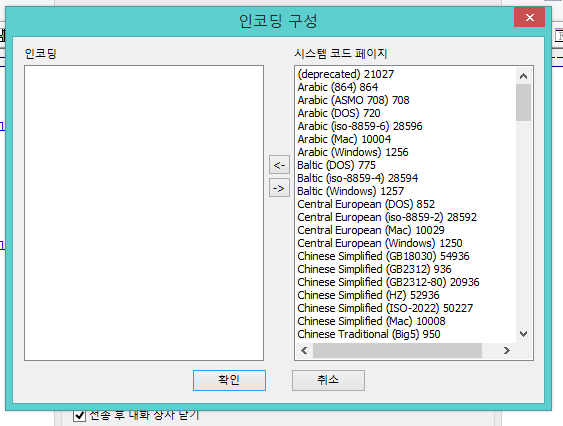 인코딩 구성
인코딩
시스템 코드 페이지
(deprecated) 21027
Arabic (864) 864
Arabic (ASMO 708) 708
Arabic (DOS) 720
Arabic (iso-8859-6) 28596
Arabic (Mac) 10004
Arabic (Windows) 1256
Baltic (DOS) 775
Baltic (iso-8859-4) 28594
Baltic (Windows) 1257
Central European (DOS) 852
Central European (iso-8859-2) 28592
Central European (Mac) 10029
Central European (Windows) 1250
Chinese Simplified (GB18030) 54936
Chinese Simplified (GB2312) 936
Chinese Simplified (GB2312-80) 20936
Chinese Simplified (HZ) 52936
Chinese Simplified (ISO-2022) 50227
Chinese Simplified (Mac) 10008
Chinese Traditional (Big5) 950
<-
->
확인
취소
전송 후 대화 상자 닫기